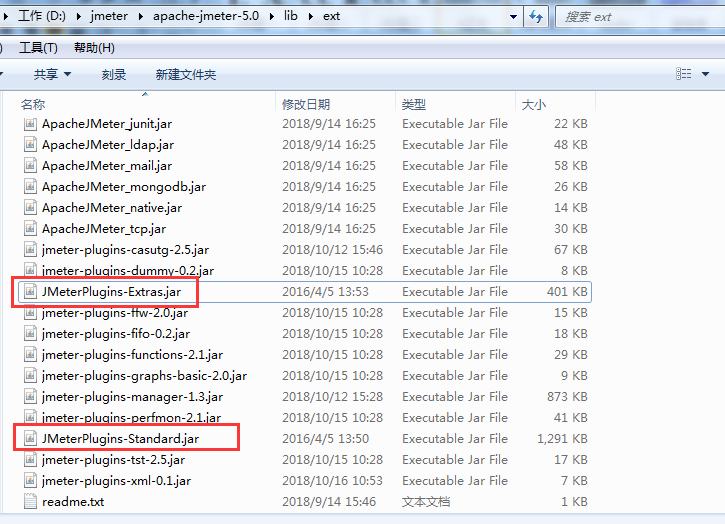 工作 (D:) ▸ jmeter ▸ apache-jmeter-5.0 ▸ lib ▸ ext 搜索 ext
) 工具(T) 帮助(H)
共享 刻录 新建文件夹
名称 修改日期 类型 大小
ApacheJMeter_junit.jar 2018/9/14 16:25 Executable Jar File 22 KB
ApacheJMeter_ldap.jar 2018/9/14 16:25 Executable Jar File 48 KB
ApacheJMeter_mail.jar 2018/9/14 16:25 Executable Jar File 58 KB
ApacheJMeter_mongodb.jar 2018/9/14 16:25 Executable Jar File 26 KB
ApacheJMeter_native.jar 2018/9/14 16:25 Executable Jar File 14 KB
ApacheJMeter_tcp.jar 2018/9/14 16:25 Executable Jar File 30 KB
jmeter-plugins-casutg-2.5.jar 2018/10/12 15:46 Executable Jar File 67 KB
jmeter-plugins-dummy-0.2.jar 2018/10/15 10:28 Executable Jar File 8 KB
JMeterPlugins-Extras.jar 2016/4/5 13:53 Executable Jar File 401 KB
jmeter-plugins-ffw-2.0.jar 2018/10/15 10:28 Executable Jar File 15 KB
jmeter-plugins-fifo-0.2.jar 2018/10/15 10:28 Executable Jar File 18 KB
jmeter-plugins-functions-2.1.jar 2018/10/15 10:28 Executable Jar File 29 KB
jmeter-plugins-graphs-basic-2.0.jar 2018/10/15 10:28 Executable Jar File 9 KB
jmeter-plugins-manager-1.3.jar 2018/10/12 15:28 Executable Jar File 873 KB
jmeter-plugins-perfmon-2.1.jar 2018/10/15 10:28 Executable Jar File 41 KB
JMeterPlugins-Standard.jar 2016/4/5 13:50 Executable Jar File 1,291 KB
jmeter-plugins-tst-2.5.jar 2018/10/15 10:28 Executable Jar File 17 KB
jmeter-plugins-xml-0.1.jar 2018/10/16 10:53 Executable Jar File 7 KB
readme.txt 2018/9/14 15:46 文本文档 1 KB